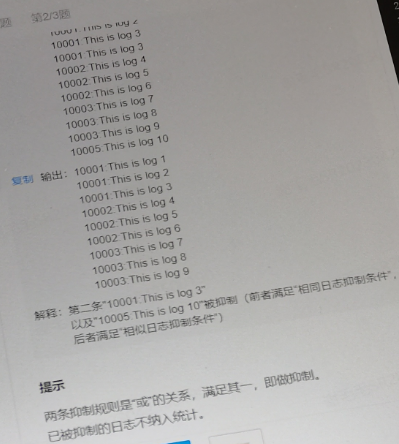 题 第2/3题
10001:This is log 2
10001:This is log 3
10001:This is log 3
10002:This is log 4
10002:This is log 5
10002:This is log 6
10003:This is log 7
10003:This is log 8
10003:This is log 9
10005:This is log 10
复制 输出：10001:This is log 1
10001:This is log 2
10001:This is log 3
10002:This is log 4
10002:This is log 5
10002:This is log 6
10003:This is log 7
10003:This is log 8
10003:This is log 9
解释：第二条"10001:This is log 3"
以及"10005:This is log 10"被抑制（前者满足"相同日志抑制条件"，
后者满足"相似日志抑制条件"）
提示
两条抑制规则是"或"的关系，满足其一，即做抑制。
已被抑制的日志不纳入统计。